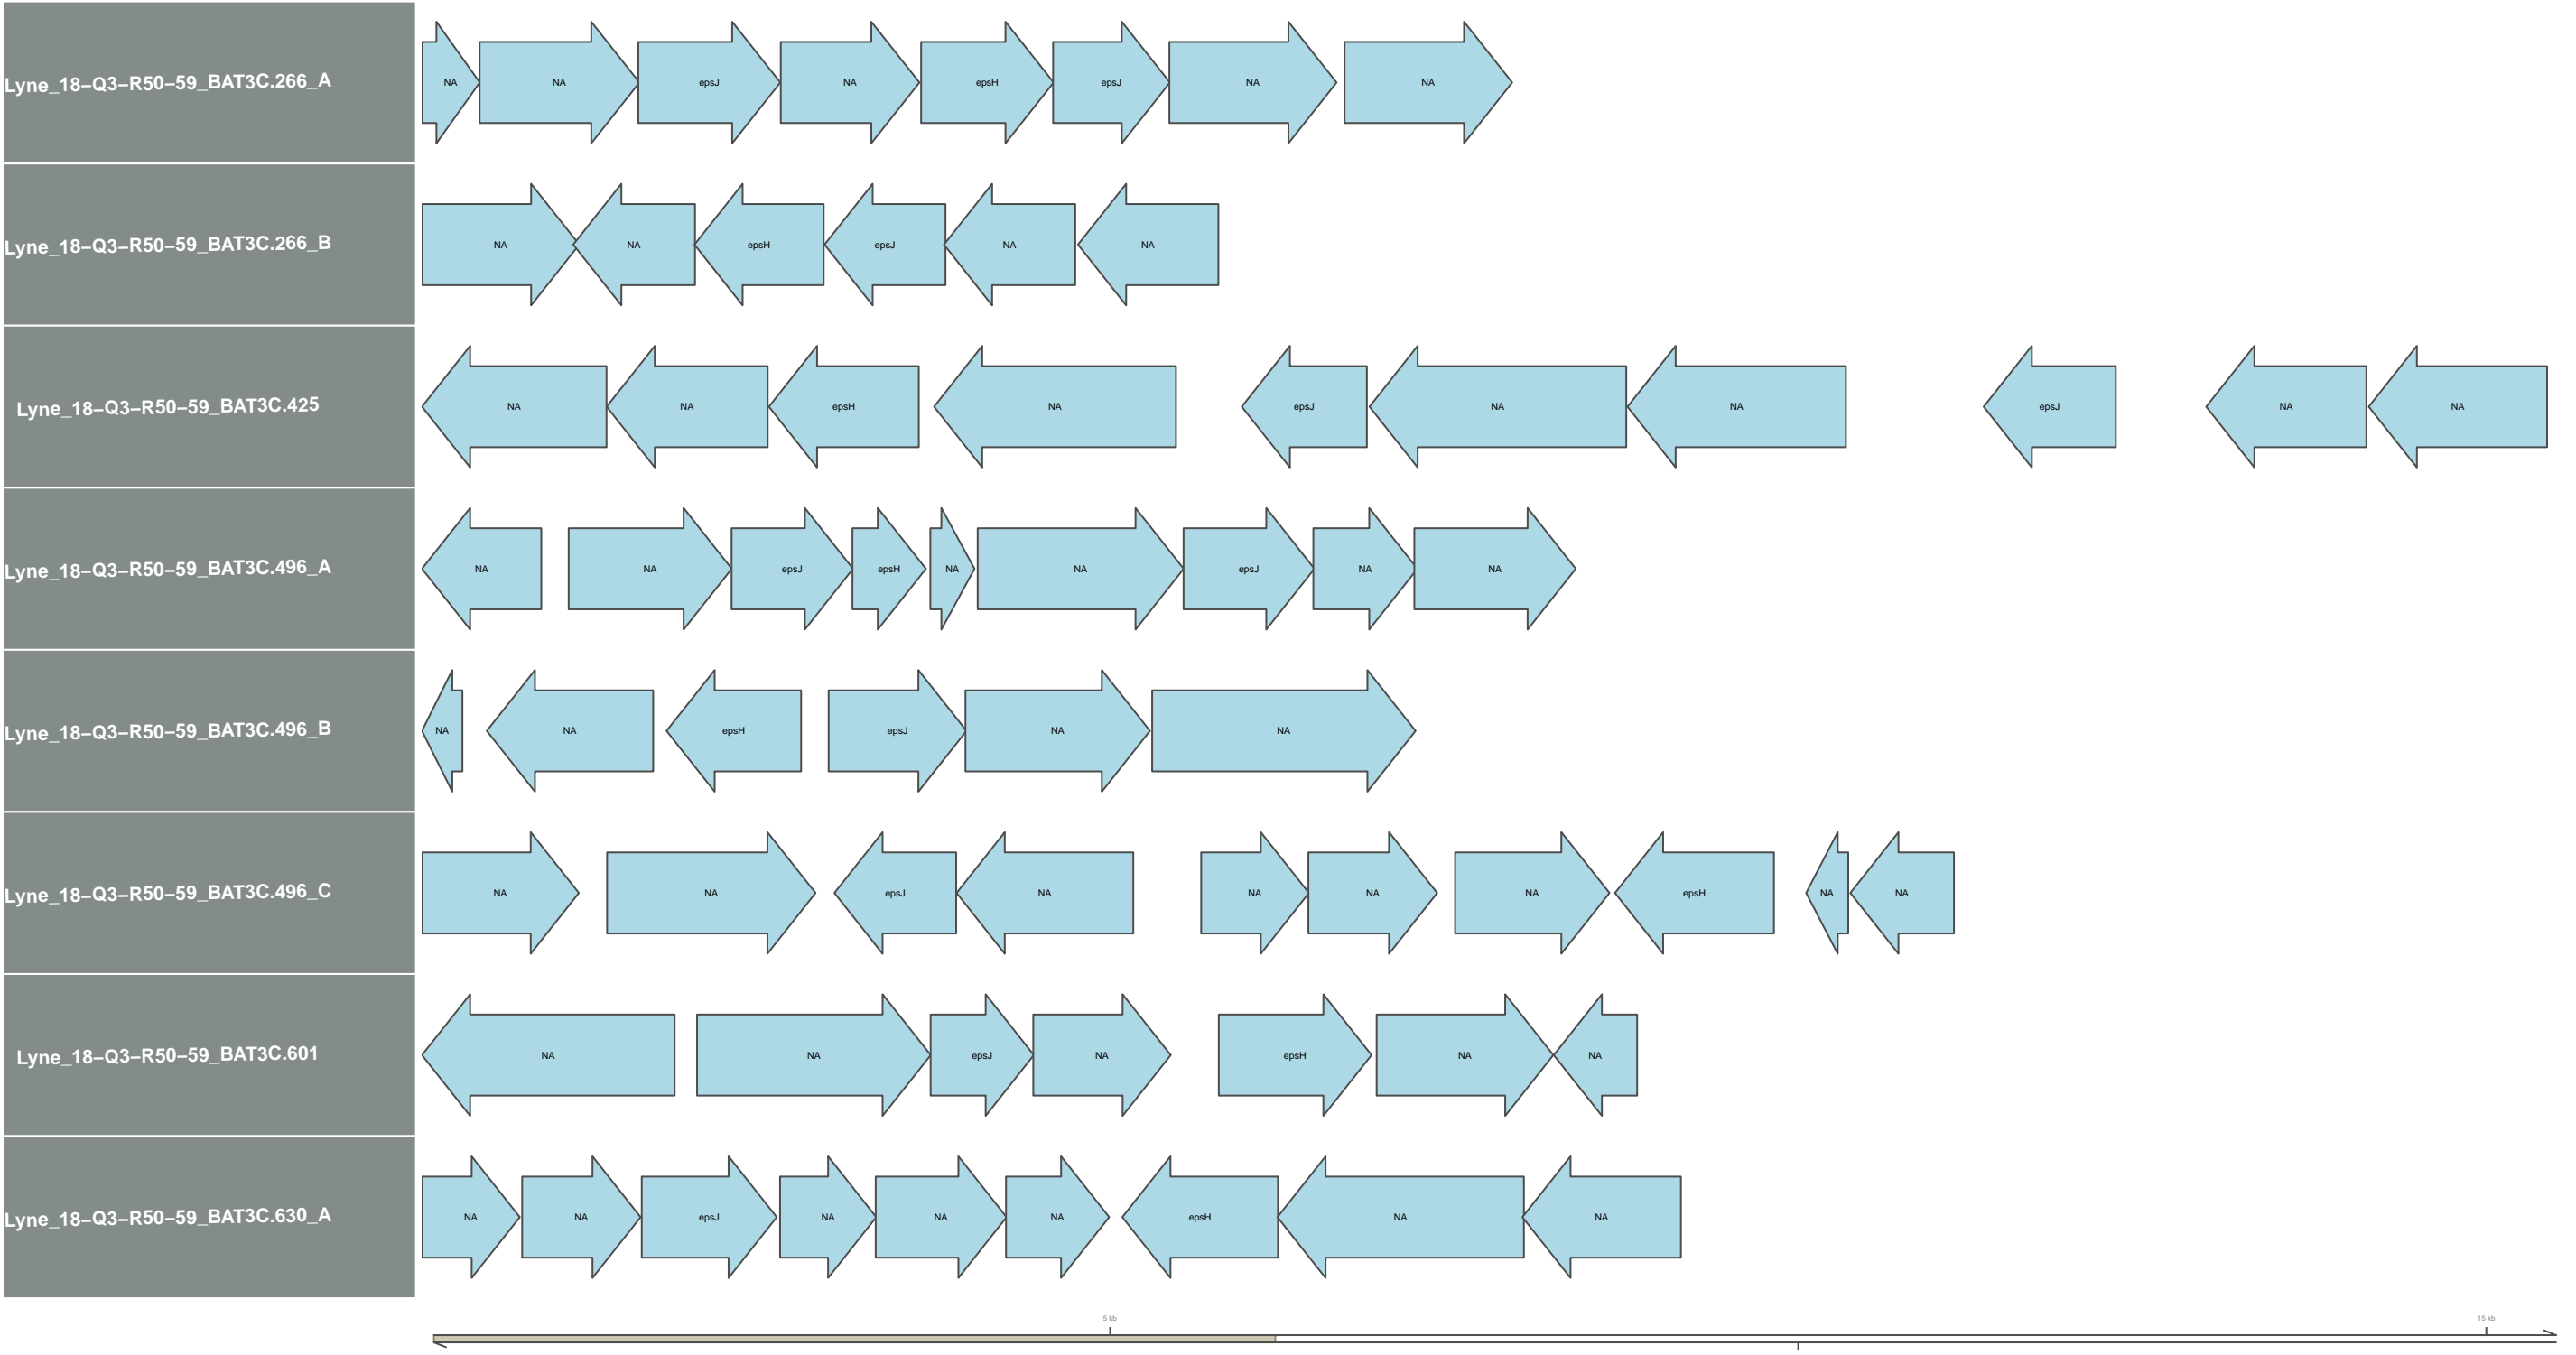 Lyne_18–Q3–R50–59_BAT3C.266_A
NA NA epsJ NA epsH epsJ NA NA
Lyne_18–Q3–R50–59_BAT3C.266_B
NA NA epsH epsJ NA NA
Lyne_18–Q3–R50–59_BAT3C.425
NA NA epsH NA epsJ NA NA epsJ NA NA
Lyne_18–Q3–R50–59_BAT3C.496_A
NA NA epsJ epsH NA NA epsJ NA NA
Lyne_18–Q3–R50–59_BAT3C.496_B
NA NA epsH epsJ NA NA
Lyne_18–Q3–R50–59_BAT3C.496_C
NA NA epsJ NA NA NA NA epsH NA NA
Lyne_18–Q3–R50–59_BAT3C.601
NA NA epsJ NA epsH NA NA
Lyne_18–Q3–R50–59_BAT3C.630_A
NA NA epsJ NA NA NA epsH NA NA
5 kb 15 kb